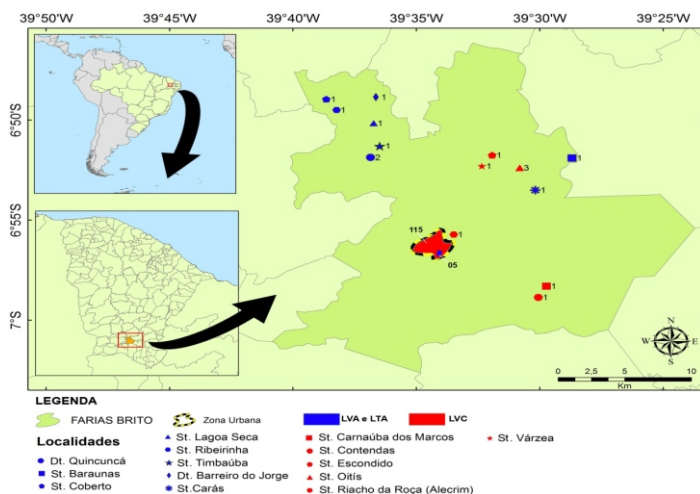 39°50'W 39°45'W 39°40'W 39°35'W 39°30'W 39°25'W
6°50'S
6°55'S
7°S
1
1
1
1
1
2
1
1
3
1
1
115
1
05
1
1
N
W E
S
0 2,5 5 10
Km
LEGENDA
FARIAS BRITO
Zona Urbana
LVA e LTA
LVC
Localidades
Dt. Quincuncá
St. Baraunas
St. Coberto
St. Lagoa Seca
St. Ribeirinha
St. Timbaúba
Dt. Barreiro do Jorge
St.Carás
St. Carnaúba dos Marcos
St. Contendas
St. Escondido
St. Oitís
St. Riacho da Roça (Alecrim)
St. Várzea